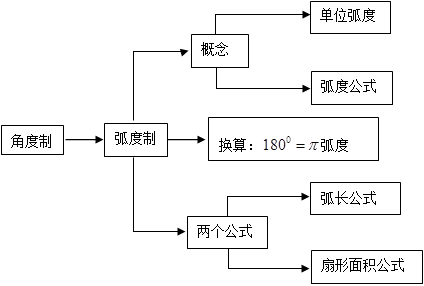 单位弧度
概念
弧度公式
角度制
弧度制
换算：180⁰ = π弧度
弧长公式
两个公式
扇形面积公式